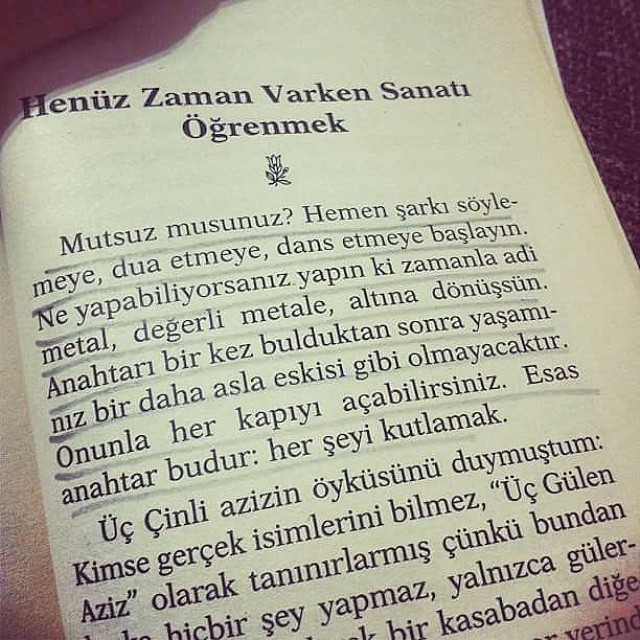 Henüz Zaman Varken Sanatı
Öğrenmek
Mutsuz musunuz? Hemen şarkı söyle-
meye, dua etmeye, dans etmeye başlayın.
Ne yapabiliyorsanız yapın ki zamanla adi
metal, değerli metale, altına dönüşsün.
Anahtarı bir kez bulduktan sonra yaşamı-
nız bir daha asla eskisi gibi olmayacaktır.
Onunla her kapıyı açabilirsiniz. Esas
anahtar budur: her şeyi kutlamak.
Üç Çinli azizin öyküsünü duymuştum:
Kimse gerçek isimlerini bilmez, “Üç Gülen
Aziz” olarak tanınırlarmış çünkü bundan
hiçbir şey yapmaz, yalnızca güler-
bir kasabadan diğe